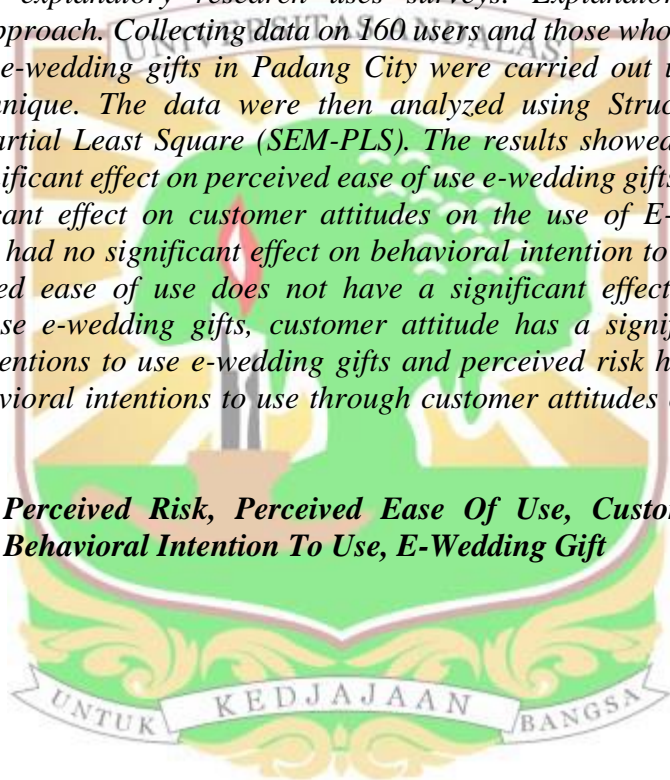 explanatory research uses surveys. Explanator
pproach. Collecting data on 160 users and those who
UNIVERSITAS ANDALAS
e-wedding gifts in Padang City were carried out
nique. The data were then analyzed using Struc
artial Least Square (SEM-PLS). The results showed
ificant effect on perceived ease of use e-wedding gifts
cant effect on customer attitudes on the use of E-
had no significant effect on behavioral intention to
ed ease of use does not have a significant effect
se e-wedding gifts, customer attitude has a signif
entions to use e-wedding gifts and perceived risk h
vioral intentions to use through customer attitudes
Perceived Risk, Perceived Ease Of Use, Custo
Behavioral Intention To Use, E-Wedding Gift
UNTUK KEDJAJAAN BANGSA